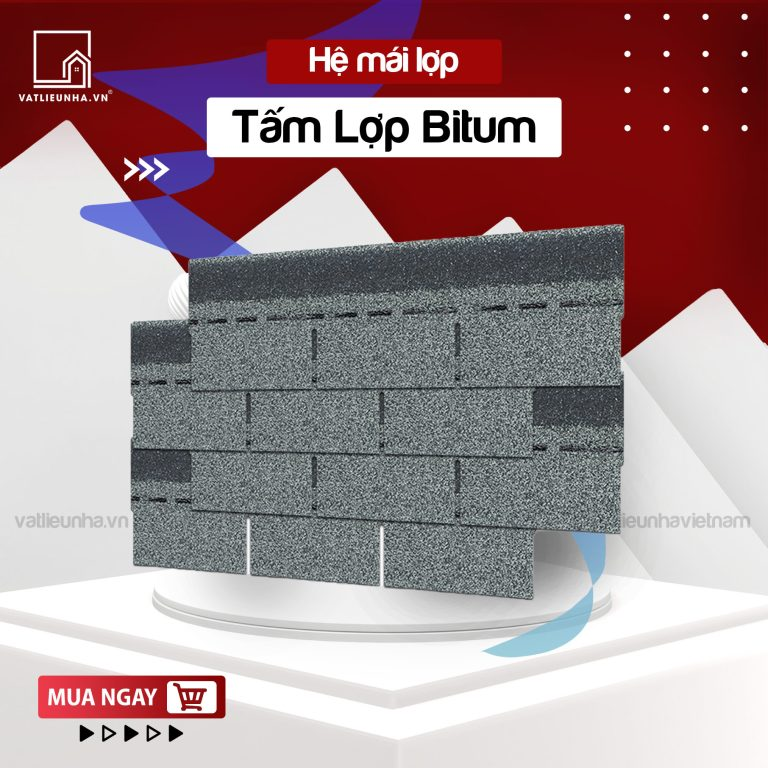 VATLIEUNHA.VN®
Hệ mái lợp
Tấm Lợp Bitum
vatlieunha.vn
lieunhavietnam
MUA NGAY